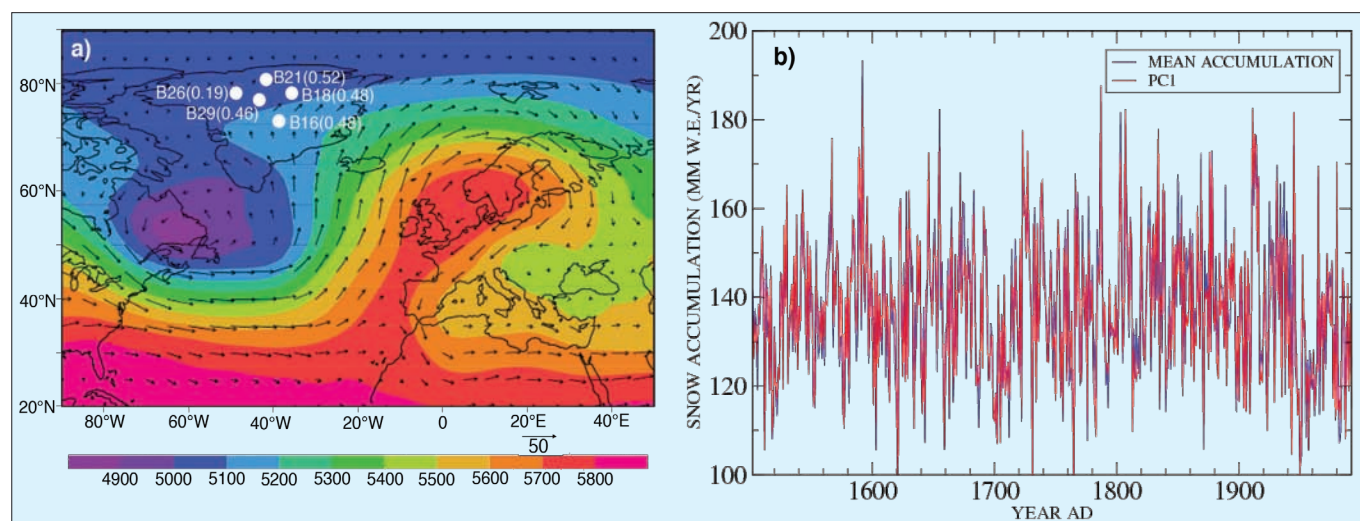 a)
80°N
60°N
40°N
20°N
B21(0.52)
B26(0.19)
B18(0.48)
B29(0.46)
B16(0.49)
80°W 60°W 40°W 20°W 0 20°E 40°E
50
4900 5000 5100 5200 5300 5400 5500 5600 5700 5800
b)
MEAN ACCUMULATION
PC1
SNOW ACCUMULATION (MM W.E./YR)
200
180
160
140
120
100
1600 1700 1800 1900
YEAR AD